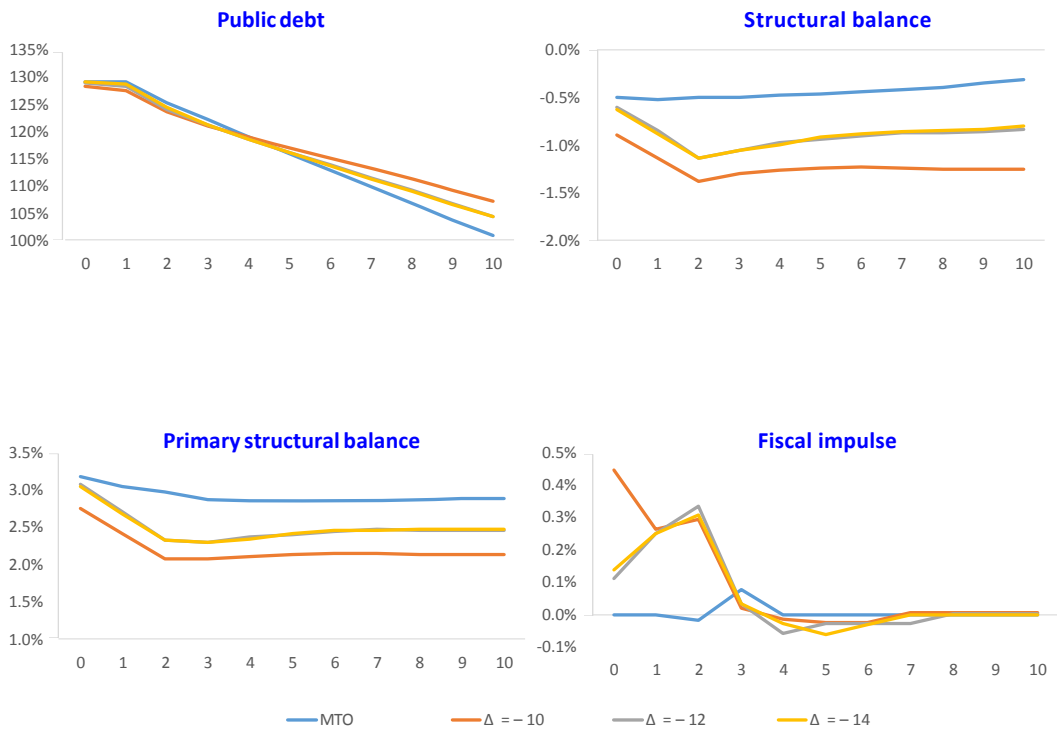 Public debt
135%
130%
125%
120%
115%
110%
105%
100%
0 1 2 3 4 5 6 7 8 9 10
Structural balance
0.0%
-0.5%
-1.0%
-1.5%
-2.0%
0 1 2 3 4 5 6 7 8 9 10
Primary structural balance
3.5%
3.0%
2.5%
2.0%
1.5%
1.0%
0 1 2 3 4 5 6 7 8 9 10
Fiscal impulse
0.5%
0.4%
0.3%
0.2%
0.1%
0.0%
-0.1%
0 1 2 3 4 5 6 7 8 9 10
MTO Δ = – 10 Δ = – 12 Δ = – 14